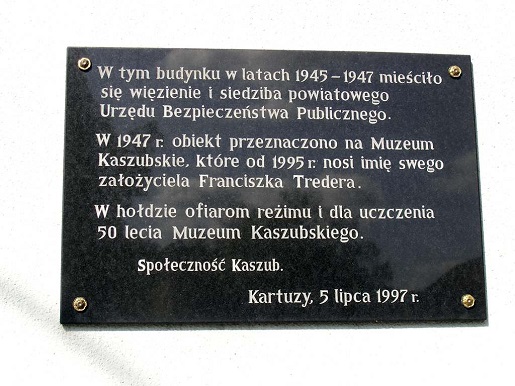 W tym budynku w latach 1945 – 1947 mieściło
się więzienie i siedziba powiatowego
Urzędu Bezpieczeństwa Publicznego.
W 1947 r. obiekt przeznaczono na Muzeum
Kaszubskie, które od 1995 r. nosi imię swego
założyciela Franciszka Tredera.
W hołdzie ofiarom reżimu i dla uczczenia
50 lecia Muzeum Kaszubskiego.
Społeczność Kaszub.
Kartuzy, 5 lipca 1997 r.